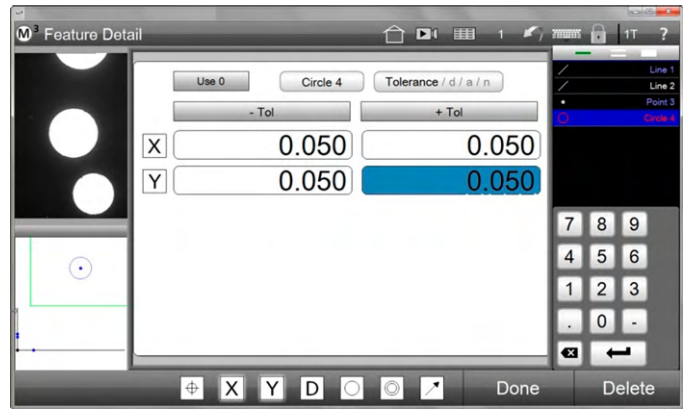 M³ Feature Detail 1 1T ?
Use 0 Circle 4 Tolerance / d / a / n
- Tol + Tol
X 0.050 0.050
Y 0.050 0.050
Line 1
Line 2
Point 3
Circle 4
7 8 9
4 5 6
1 2 3
. 0 -
X Y D Done Delete